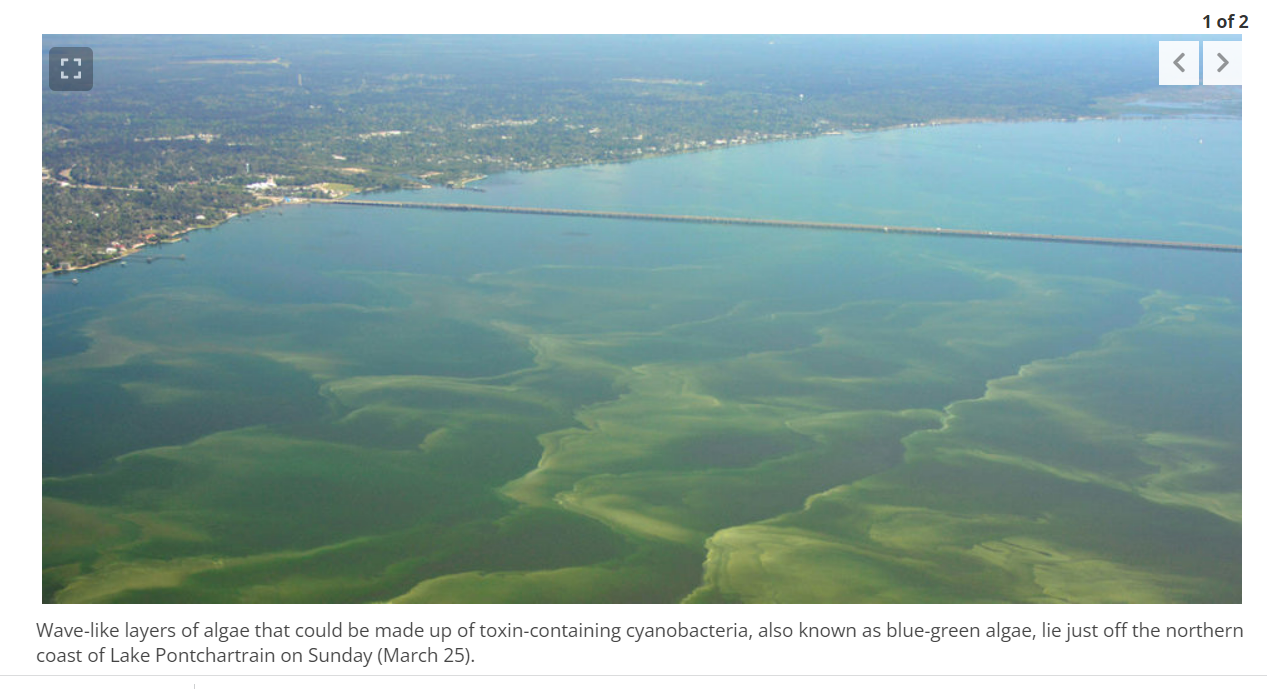 1 of 2
Wave-like layers of algae that could be made up of toxin-containing cyanobacteria, also known as blue-green algae, lie just off the northern
coast of Lake Pontchartrain on Sunday (March 25).